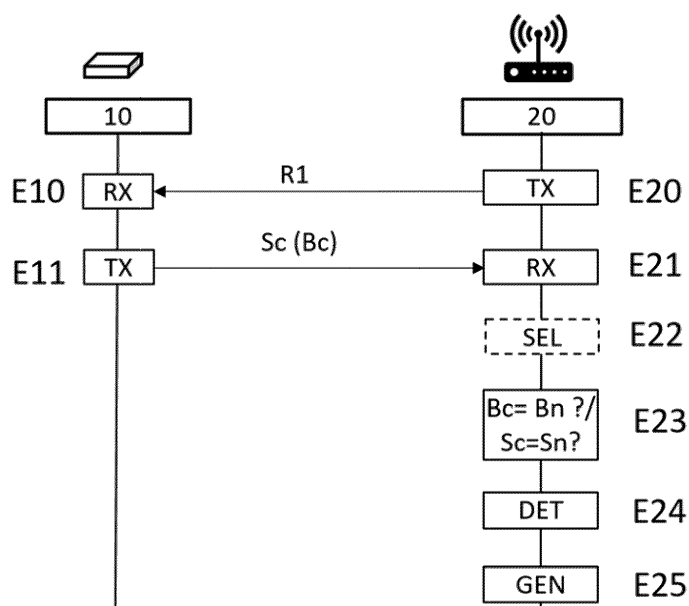 10
20
R1
E10
RX
TX
E20
Sc (Bc)
E11
TX
RX
E21
SEL
E22
Bc= Bn ?/
Sc=Sn?
E23
DET
E24
GEN
E25